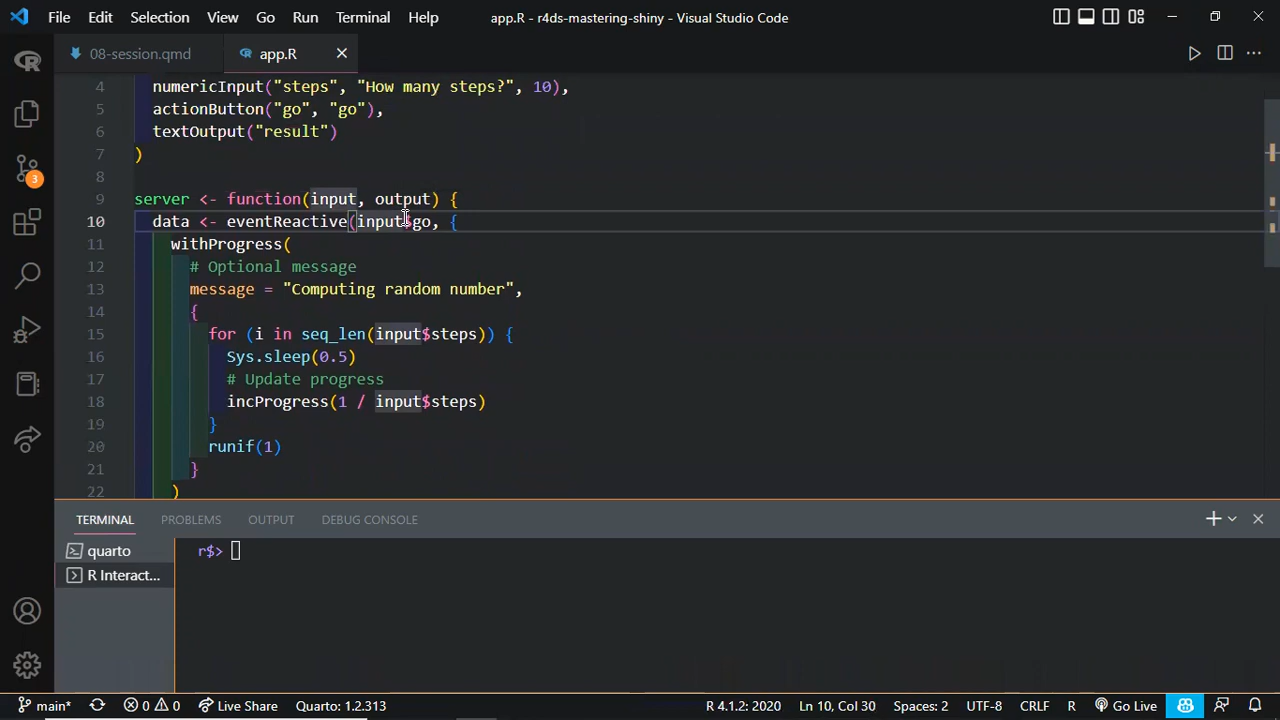 File Edit Selection View Go Run Terminal Help app.R - r4ds-mastering-shiny - Visual Studio Code
08-session.qmd app.R
4 numericInput("steps", "How many steps?", 10),
5 actionButton("go", "go"),
6 textOutput("result")
7 )
8
9 server <- function(input, output) {
10 data <- eventReactive(input$go, {
11 withProgress(
12 # Optional message
13 message = "Computing random number",
14 {
15 for (i in seq_len(input$steps)) {
16 Sys.sleep(0.5)
17 # Update progress
18 incProgress(1 / input$steps)
19 }
20 runif(1)
21 }
22 )
3
TERMINAL PROBLEMS OUTPUT DEBUG CONSOLE
quarto
R Interact...
r$>
main* 0 0 Live Share Quarto: 1.2.313 R 4.1.2: 2020 Ln 10, Col 30 Spaces: 2 UTF-8 CRLF R Go Live